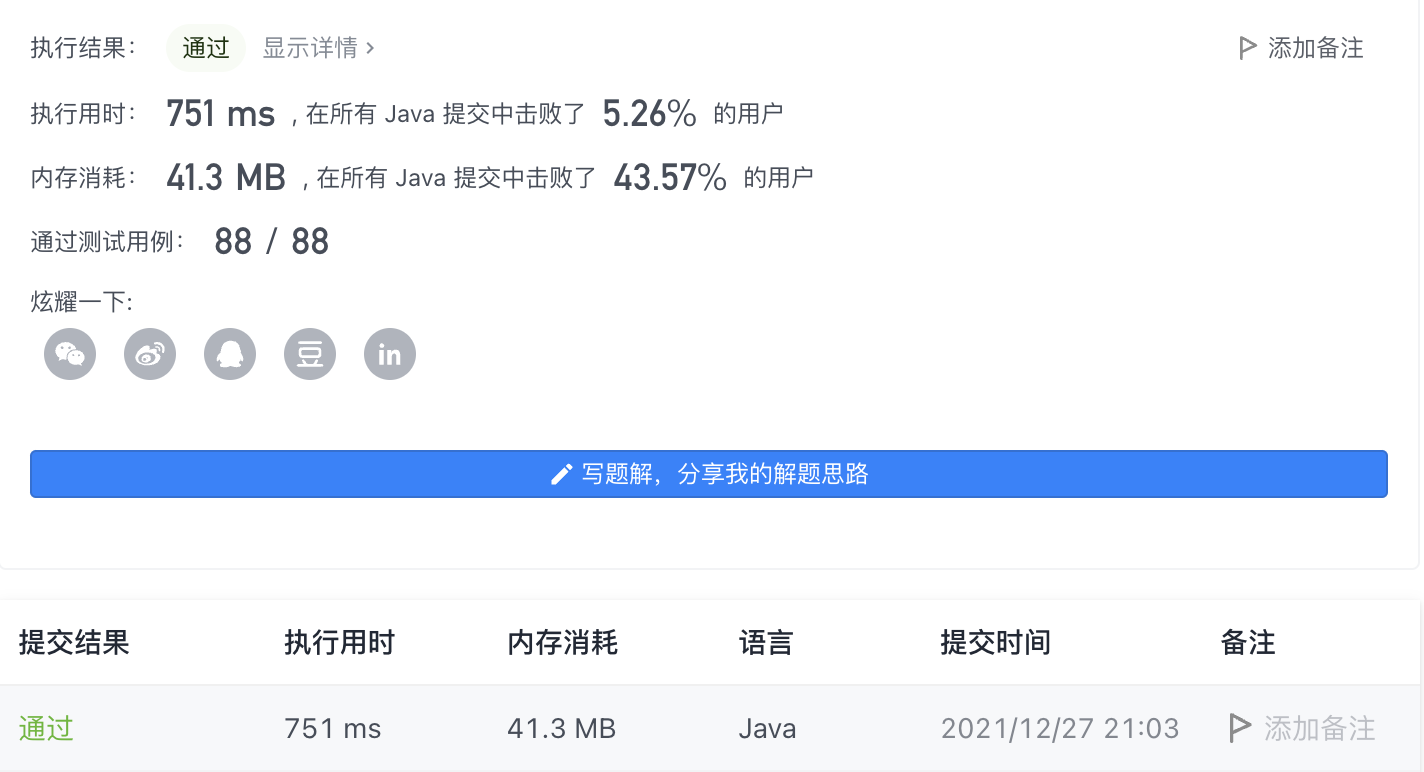 执行结果： 通过 显示详情 > 添加备注
执行用时： 751 ms , 在所有 Java 提交中击败了 5.26% 的用户
内存消耗： 41.3 MB , 在所有 Java 提交中击败了 43.57% 的用户
通过测试用例： 88 / 88
炫耀一下:
豆 in
写题解，分享我的解题思路
提交结果 执行用时 内存消耗 语言 提交时间 备注
通过 751 ms 41.3 MB Java 2021/12/27 21:03 添加备注